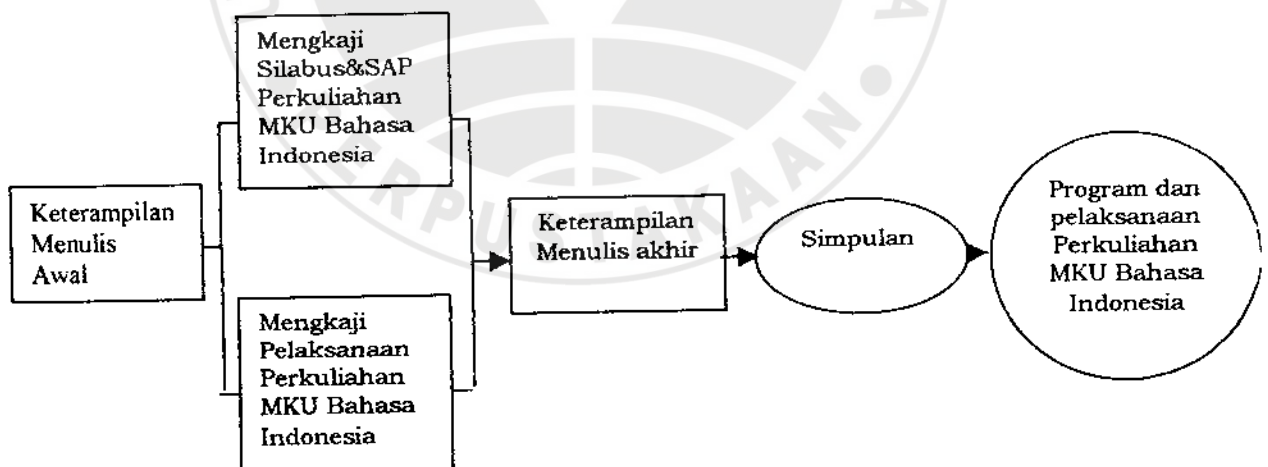 Keterampilan
Menulis
Awal
Mengkaji
Silabus&SAP
Perkuliahan
MKU Bahasa
Indonesia
Mengkaji
Pelaksanaan
Perkuliahan
MKU Bahasa
Indonesia
Keterampilan
Menulis akhir
Simpulan
Program dan
pelaksanaan
Perkuliahan
MKU Bahasa
Indonesia
ERPUSTAKAAN